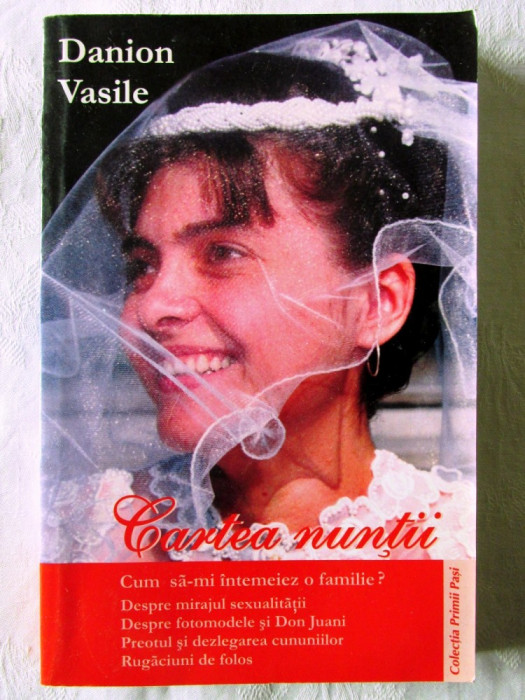 Danion
Vasile
Cartea nunții
Cum să-mi întemeiez o familie?
Despre mirajul sexualității
Despre fotomodele și Don Juani
Preotul și dezlegarea cununiilor
Rugăciuni de folos
Colecția Primii Pași